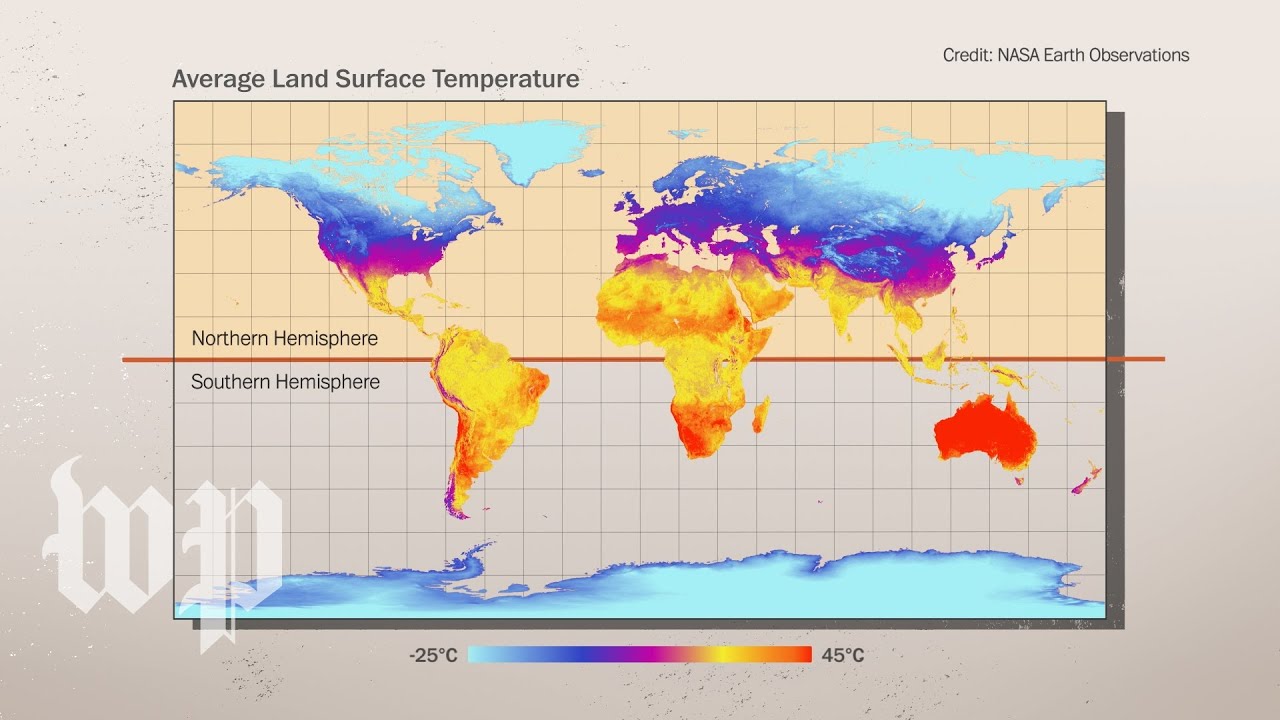 Credit: NASA Earth Observations
Average Land Surface Temperature
Northern Hemisphere
Southern Hemisphere
wp
-25°C
45°C